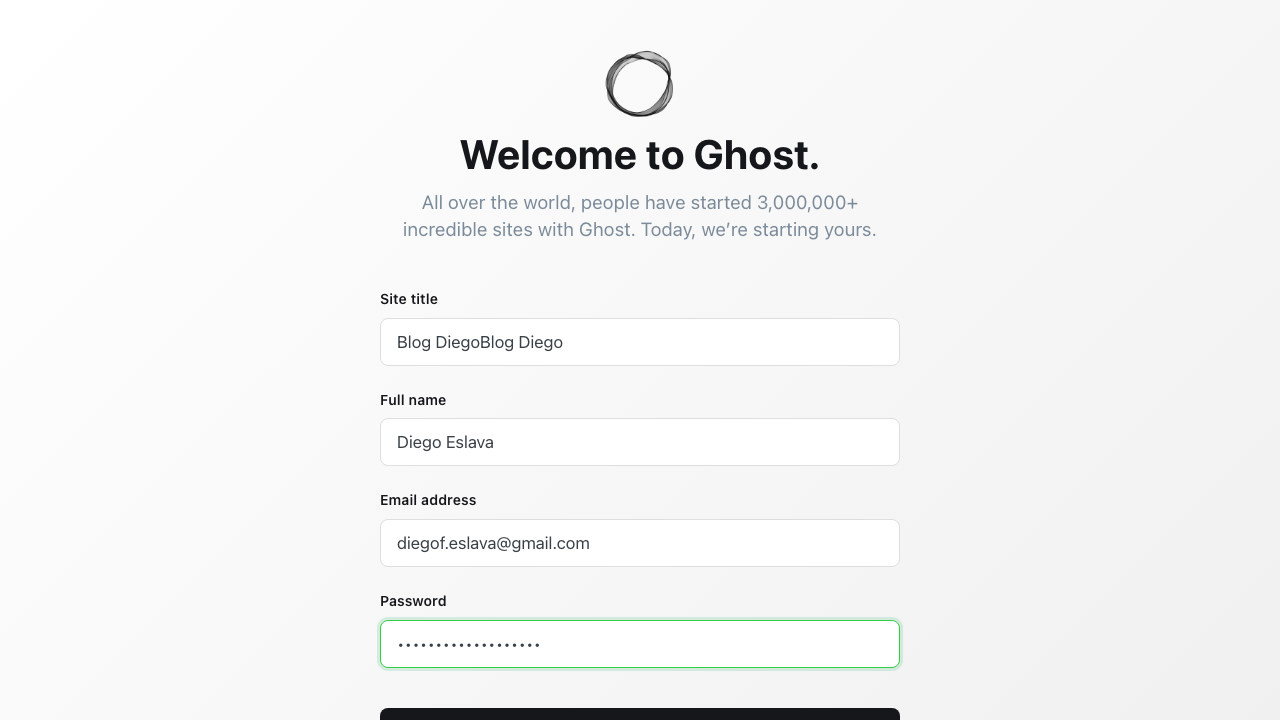 Welcome to Ghost.
All over the world, people have started 3,000,000+
incredible sites with Ghost. Today, we’re starting yours.
Site title
Blog DiegoBlog Diego
Full name
Diego Eslava
Email address
diegof.eslava@gmail.com
Password
•••••••••••••••••••